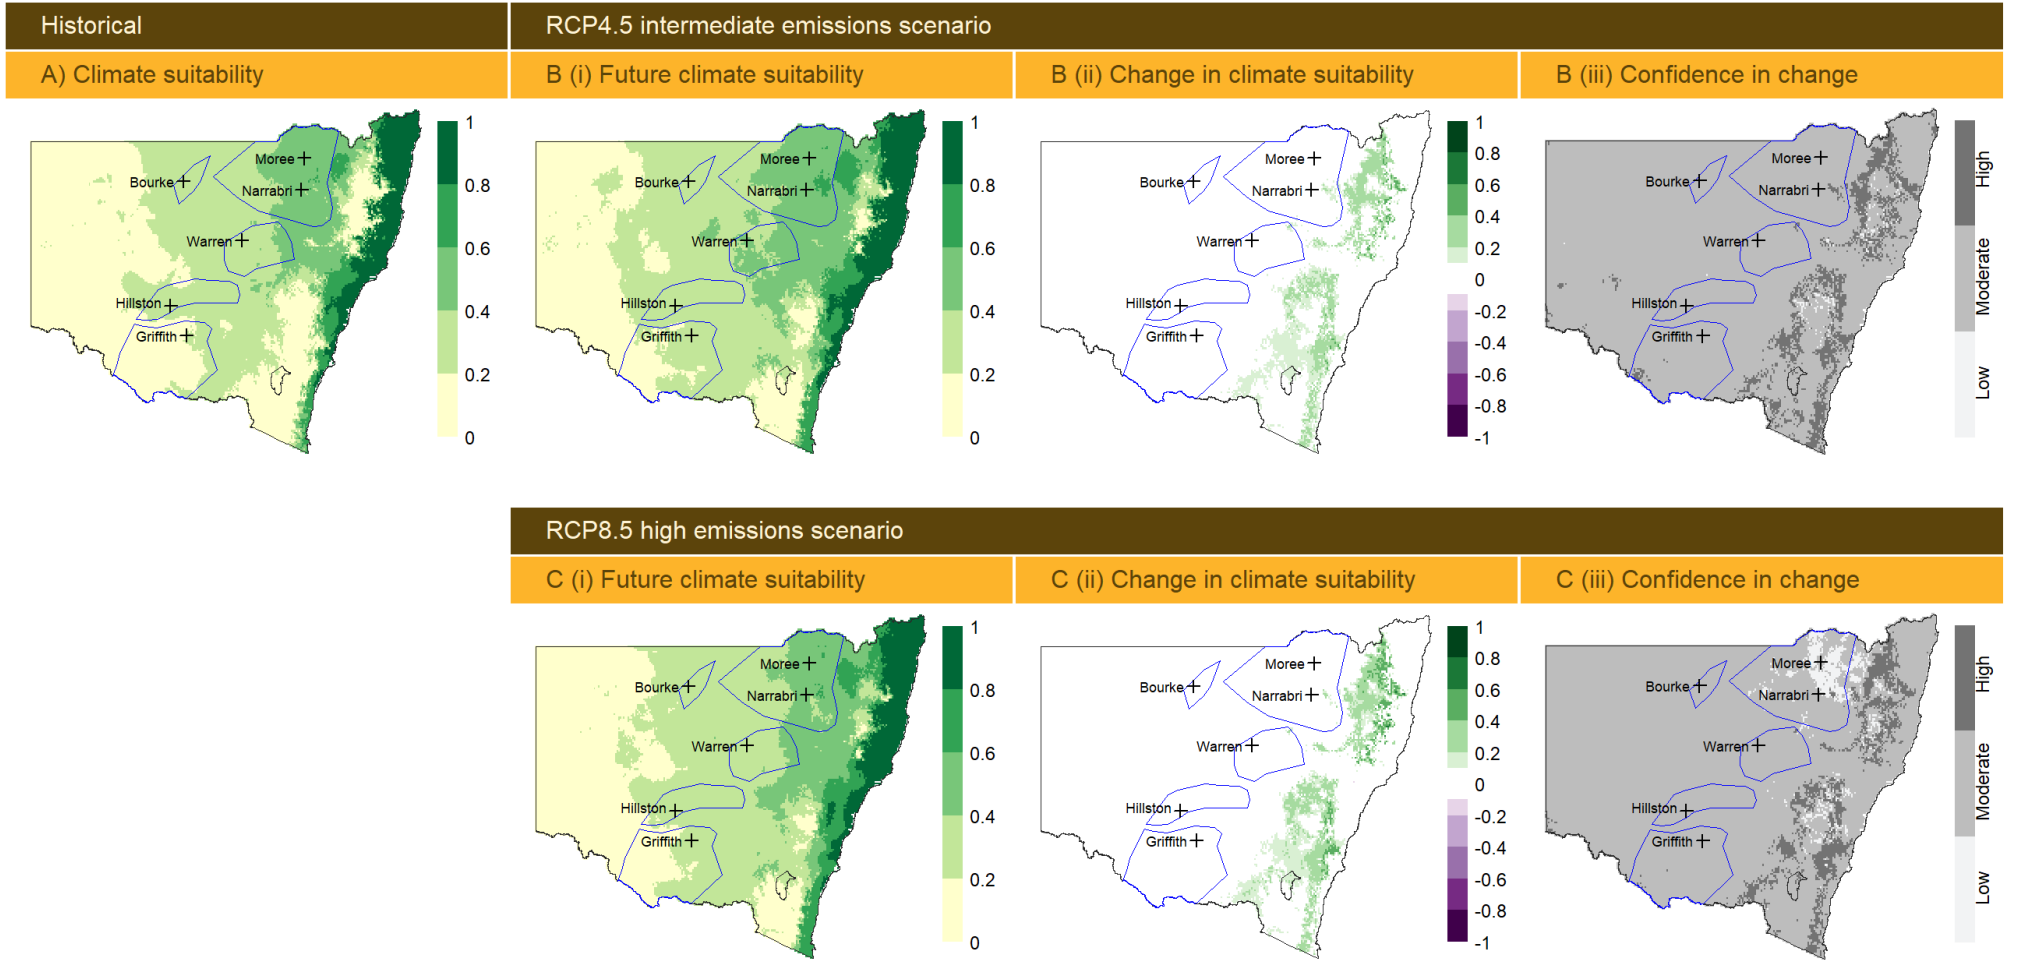 Historical
RCP4.5 intermediate emissions scenario
A) Climate suitability
B (i) Future climate suitability
B (ii) Change in climate suitability
B (iii) Confidence in change
Moree
Bourke
Narrabri
Warren
Hillston
Griffith
1
0.8
0.6
0.4
0.2
0
Moree
Bourke
Narrabri
Warren
Hillston
Griffith
1
0.8
0.6
0.4
0.2
0
Moree
Bourke
Narrabri
Warren
Hillston
Griffith
1
0.8
0.6
0.4
0.2
0
-0.2
-0.4
-0.6
-0.8
-1
Moree
Bourke
Narrabri
Warren
Hillston
Griffith
High
Moderate
Low
RCP8.5 high emissions scenario
C (i) Future climate suitability
C (ii) Change in climate suitability
C (iii) Confidence in change
Moree
Bourke
Narrabri
Warren
Hillston
Griffith
1
0.8
0.6
0.4
0.2
0
Moree
Bourke
Narrabri
Warren
Hillston
Griffith
1
0.8
0.6
0.4
0.2
0
-0.2
-0.4
-0.6
-0.8
-1
Moree
Bourke
Narrabri
Warren
Hillston
Griffith
High
Moderate
Low